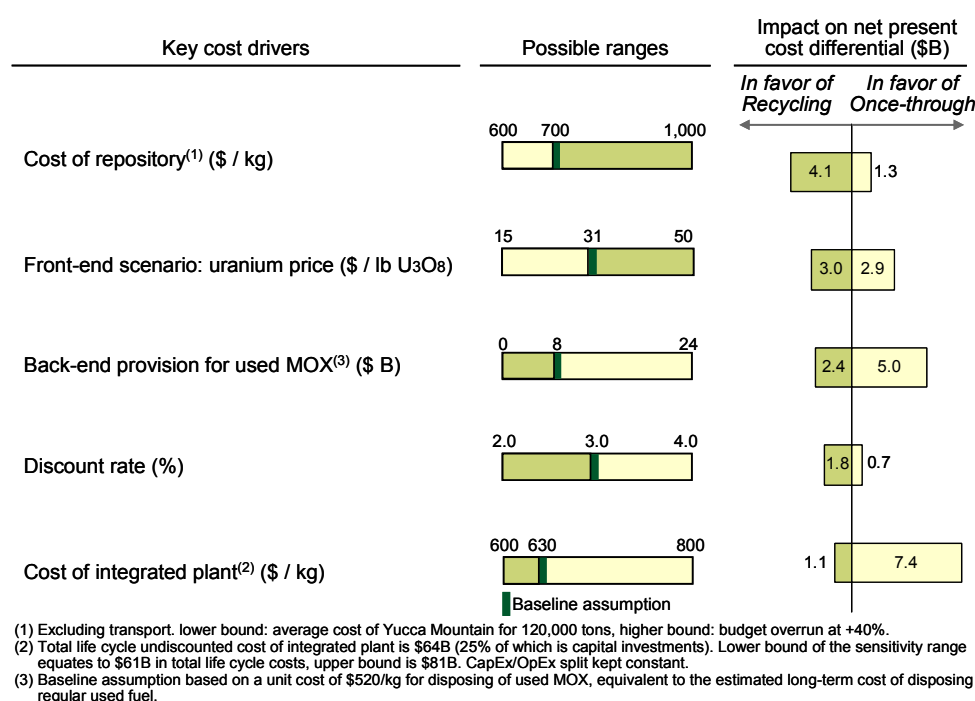 Key cost drivers
Possible ranges
Impact on net present
cost differential ($B)
In favor of
Recycling
In favor of
Once-through
Cost of repository(1) ($ / kg)
600 700 1,000
4.1 1.3
Front-end scenario: uranium price ($ / lb U3O8)
15 31 50
3.0 2.9
Back-end provision for used MOX(3) ($ B)
0 8 24
2.4 5.0
Discount rate (%)
2.0 3.0 4.0
1.8 0.7
Cost of integrated plant(2) ($ / kg)
600 630 800
1.1 7.4
Baseline assumption
(1) Excluding transport. lower bound: average cost of Yucca Mountain for 120,000 tons, higher bound: budget overrun at +40%.
(2) Total life cycle undiscounted cost of integrated plant is $64B (25% of which is capital investments). Lower bound of the sensitivity range
equates to $61B in total life cycle costs, upper bound is $81B. CapEx/OpEx split kept constant.
(3) Baseline assumption based on a unit cost of $520/kg for disposing of used MOX, equivalent to the estimated long-term cost of disposing
regular used fuel.